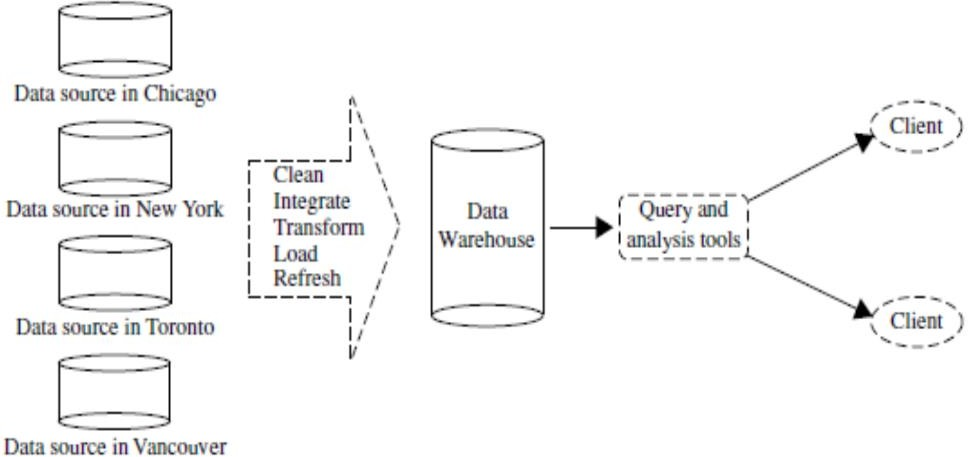 Data source in Chicago
Data source in New York
Data source in Toronto
Data source in Vancouver
Clean
Integrate
Transform
Load
Refresh
Data
Warehouse
Query and
analysis tools
Client
Client